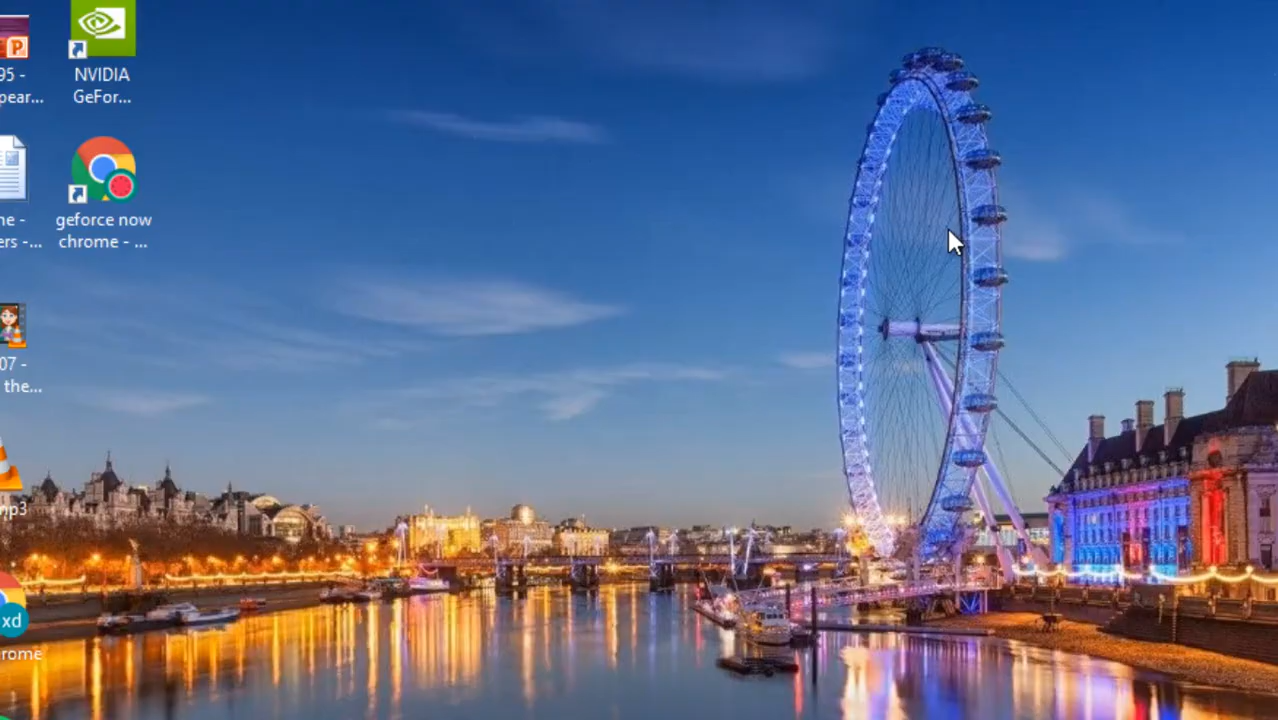 95 -
pear...
NVIDIA
GeFor...
ne -
ers -...
geforce now
chrome - ...
07 -
the...
mp3
xd
rome